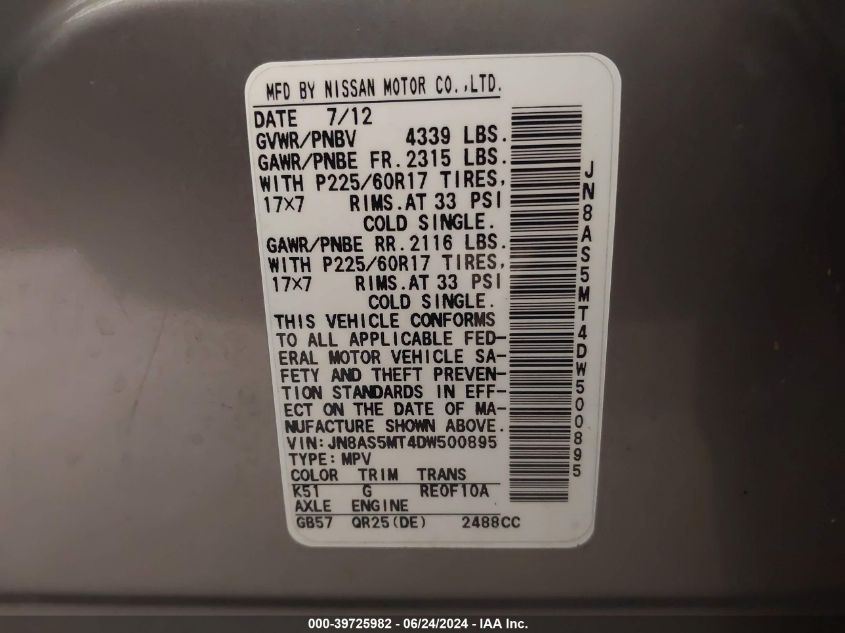 MFD BY NISSAN MOTOR CO.,LTD.
DATE 7/12
GVWR/PNBV 4339 LBS.
GAWR/PNBE FR.2315 LBS.
WITH P225/60R17 TIRES,
17×7 RIMS.AT 33 PSI
COLD SINGLE.
GAWR/PNBE RR.2116 LBS.
WITH P225/60R17 TIRES,
17×7 RIMS.AT 33 PSI
COLD SINGLE.
THIS VEHICLE CONFORMS
TO ALL APPLICABLE FED-
ERAL MOTOR VEHICLE SA-
FETY AND THEFT PREVEN-
TION STANDARDS IN EFF-
ECT ON THE DATE OF MA-
NUFACTURE SHOWN ABOVE.
VIN:JN8AS5MT4DW500895
TYPE:MPV
COLOR TRIM TRANS
K51 G RE0F10A
AXLE ENGINE
GB57 QR25(DE) 2488CC
JN8AS5MT4DW500895
000-39725982 - 06/24/2024 - IAA Inc.